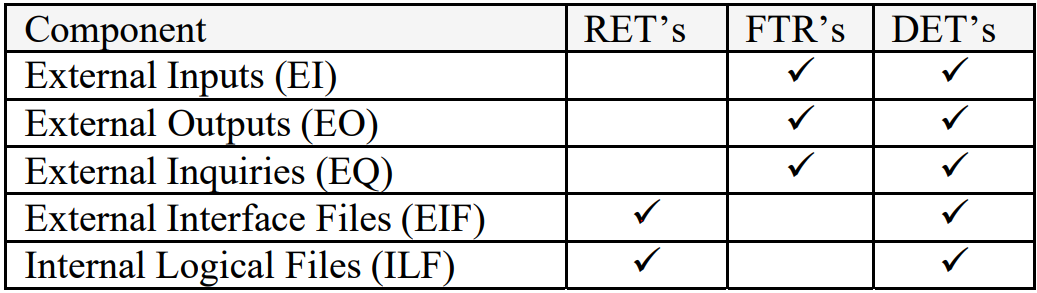 Component RET’s FTR’s DET’s
External Inputs (EI) ✓ ✓
External Outputs (EO) ✓ ✓
External Inquiries (EQ) ✓ ✓
External Interface Files (EIF) ✓ ✓
Internal Logical Files (ILF) ✓ ✓